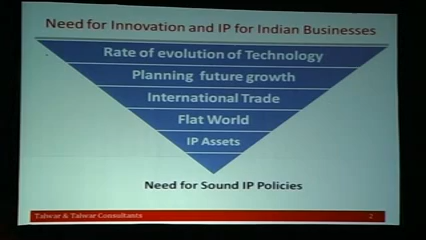 Need for Innovation and IP for Indian Businesses
Rate of evolution of Technology
Planning future growth
International Trade
Flat World
IP Assets
Need for Sound IP Policies
Talwar & Talwar Consultants
2